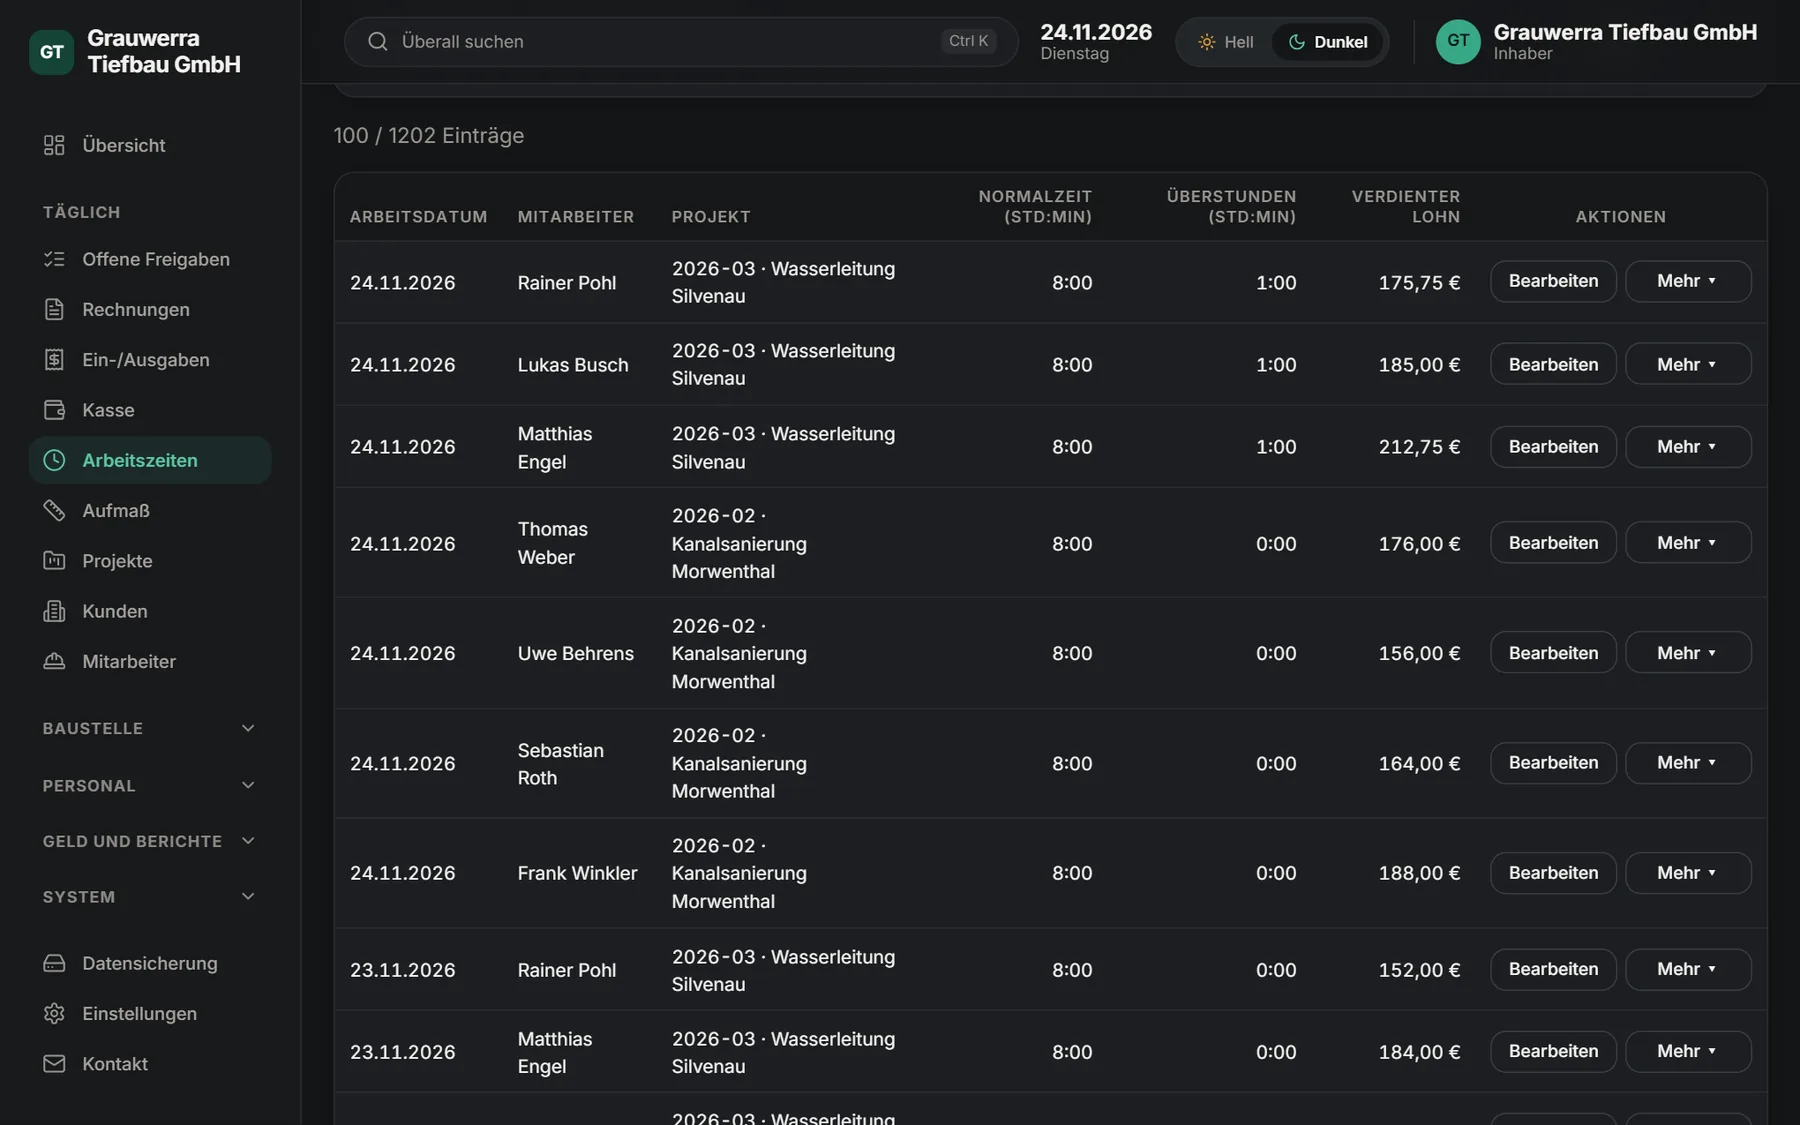 GT
Grauwerra
Tiefbau GmbH
Übersicht
TÄGLICH
Offene Freigaben
Rechnungen
Ein-/Ausgaben
Kasse
Arbeitszeiten
Aufmaß
Projekte
Kunden
Mitarbeiter
BAUSTELLE
PERSONAL
GELD UND BERICHTE
SYSTEM
Datensicherung
Einstellungen
Kontakt
Überall suchen Ctrl K
24.11.2026
Dienstag
Hell Dunkel
GT
Grauwerra Tiefbau GmbH
Inhaber
100 / 1202 Einträge
ARBEITSDATUM MITARBEITER PROJEKT NORMALZEIT (STD:MIN) ÜBERSTUNDEN (STD:MIN) VERDIENTER LOHN AKTIONEN
24.11.2026 Rainer Pohl 2026-03 · Wasserleitung Silvenau 8:00 1:00 175,75 € Bearbeiten Mehr ▾
24.11.2026 Lukas Busch 2026-03 · Wasserleitung Silvenau 8:00 1:00 185,00 € Bearbeiten Mehr ▾
24.11.2026 Matthias Engel 2026-03 · Wasserleitung Silvenau 8:00 1:00 212,75 € Bearbeiten Mehr ▾
24.11.2026 Thomas Weber 2026-02 · Kanalsanierung Morwenthal 8:00 0:00 176,00 € Bearbeiten Mehr ▾
24.11.2026 Uwe Behrens 2026-02 · Kanalsanierung Morwenthal 8:00 0:00 156,00 € Bearbeiten Mehr ▾
24.11.2026 Sebastian Roth 2026-02 · Kanalsanierung Morwenthal 8:00 0:00 164,00 € Bearbeiten Mehr ▾
24.11.2026 Frank Winkler 2026-02 · Kanalsanierung Morwenthal 8:00 0:00 188,00 € Bearbeiten Mehr ▾
23.11.2026 Rainer Pohl 2026-03 · Wasserleitung Silvenau 8:00 0:00 152,00 € Bearbeiten Mehr ▾
23.11.2026 Matthias Engel 2026-03 · Wasserleitung Silvenau 8:00 0:00 184,00 € Bearbeiten Mehr ▾
2026-03 · Wasserleitung